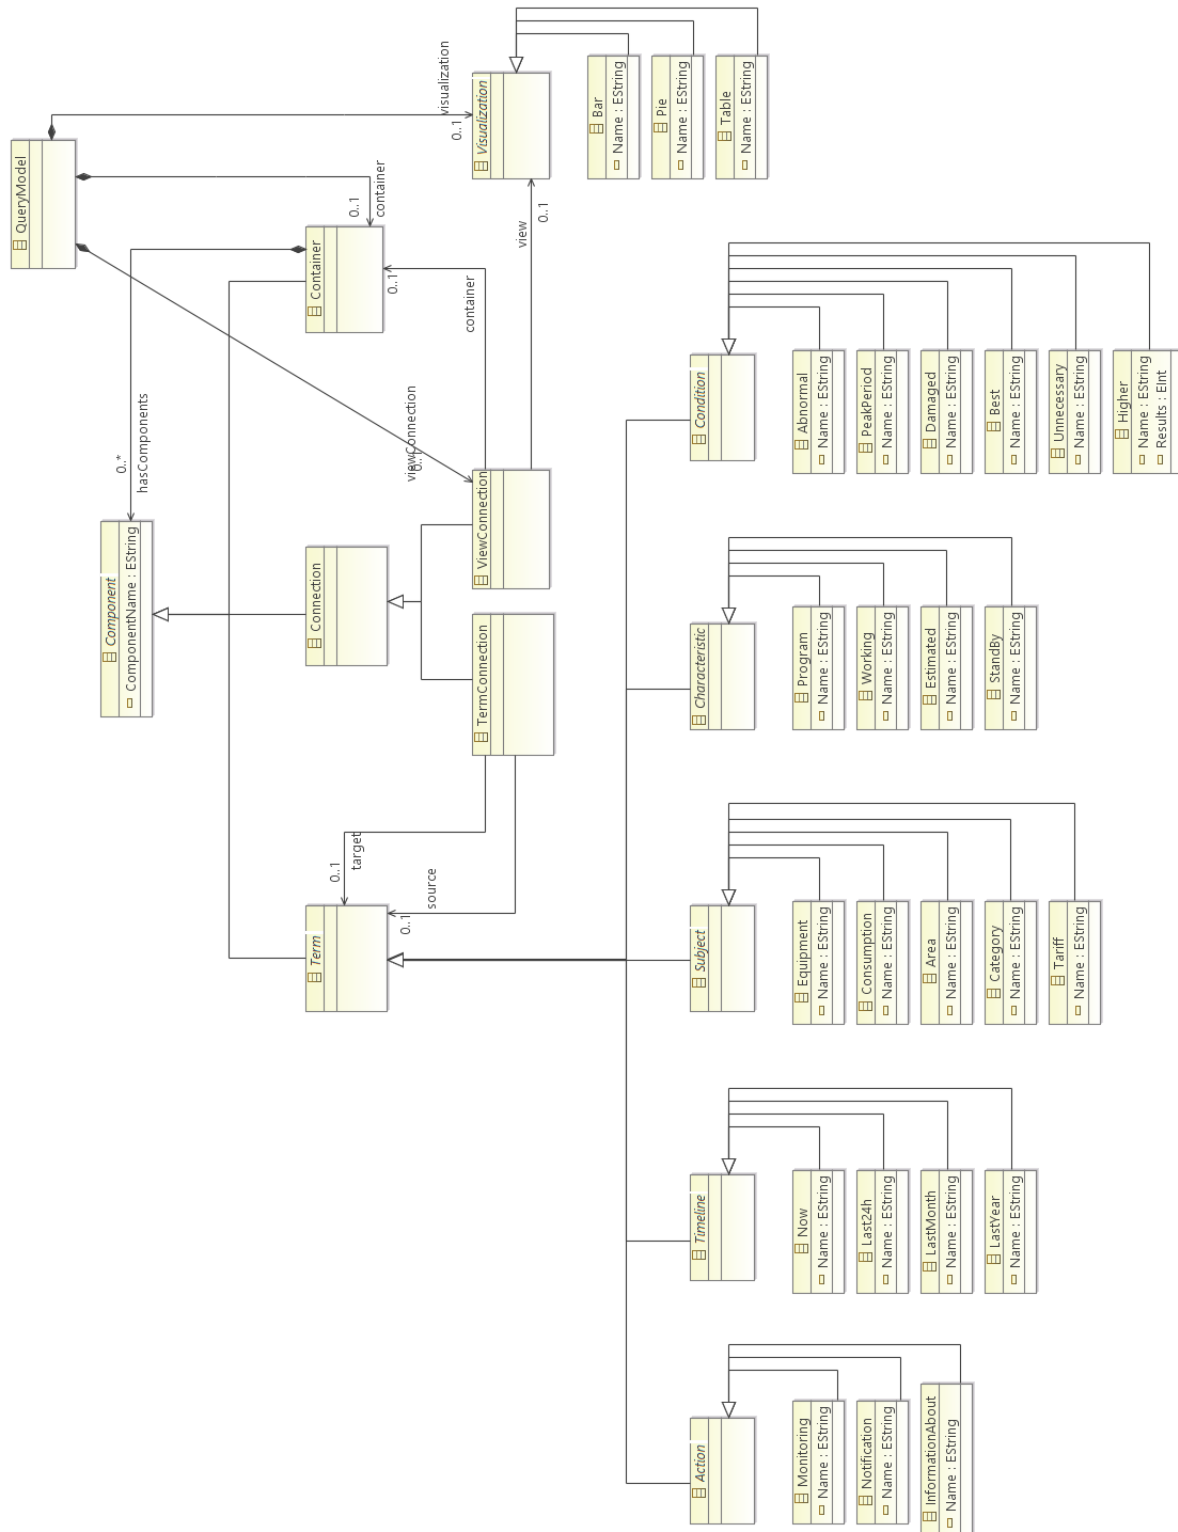 QueryModel
visualization
0..1
container
0..1
0..*
hasComponents
Component
ComponentName : EString
Container
0..1
container
viewConnection
0..1
view
0..1
Visualization
Bar
Name : EString
Pie
Name : EString
Table
Name : EString
Term
Connection
TermConnection
ViewConnection
0..1
target
0..1
source
Action
Monitoring
Name : EString
Notification
Name : EString
InformationAbout
Name : EString
Timeline
Now
Name : EString
Last24h
Name : EString
LastMonth
Name : EString
LastYear
Name : EString
Subject
Equipment
Name : EString
Consumption
Name : EString
Area
Name : EString
Category
Name : EString
Tariff
Name : EString
Characteristic
Program
Name : EString
Working
Name : EString
Estimated
Name : EString
StandBy
Name : EString
Condition
Abnormal
Name : EString
PeakPeriod
Name : EString
Damaged
Name : EString
Best
Name : EString
Unnecessary
Name : EString
Higher
Name : EString
Results : EInt